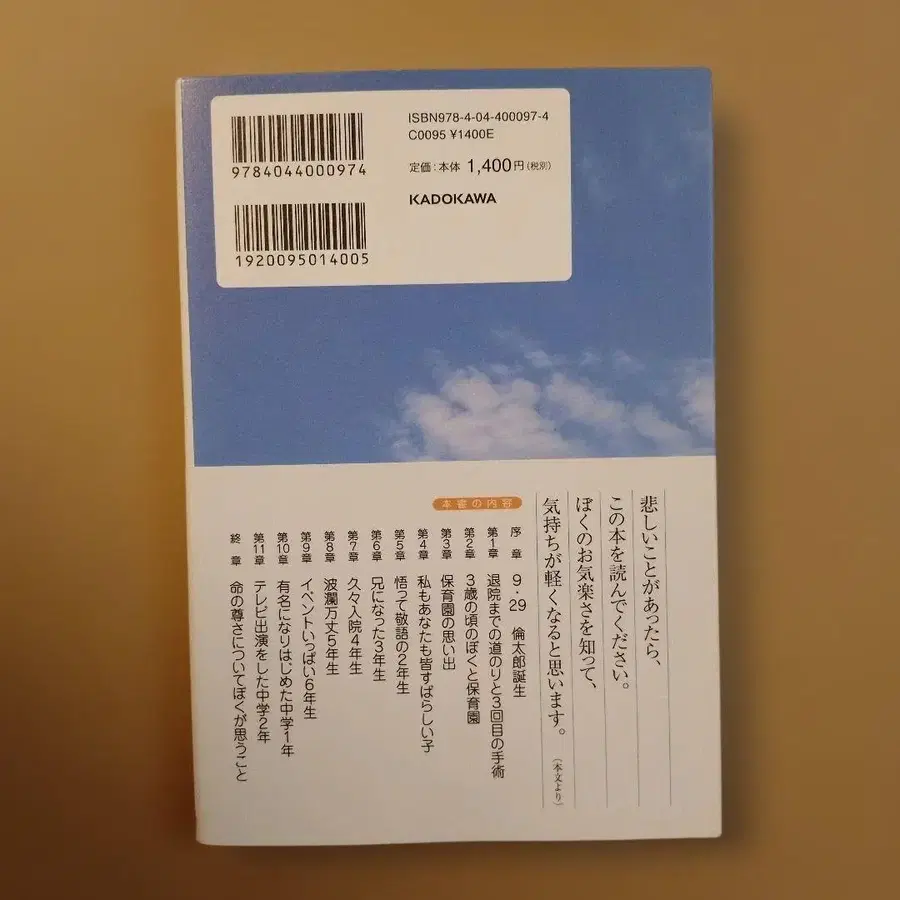 ISBN978-4-04-400097-4
C0095 ¥1400E
定価：本体1,400円（税別）
KADOKAWA
9784044000974
1920095014005
悲しいことがあったら、
この本を読んでください。
ぼくのお気楽さを知って、
気持ちが軽くなると思います。
（本文より）
本書の内容
序章 9・29 倫太郎誕生
第1章 退院までの道のりと3回目の手術
第2章 3歳の頃のぼくと保育園
第3章 保育園の思い出
第4章 私もあなたも皆すばらしい子
第5章 悟って敬語の2年生
第6章 兄になった3年生
第7章 久々入院4年生
第8章 波瀾万丈5年生
第9章 イベントいっぱい6年生
第10章 有名になりはじめた中学1年
第11章 テレビ出演をした中学2年
終章 命の尊さについてぼくが思うこと